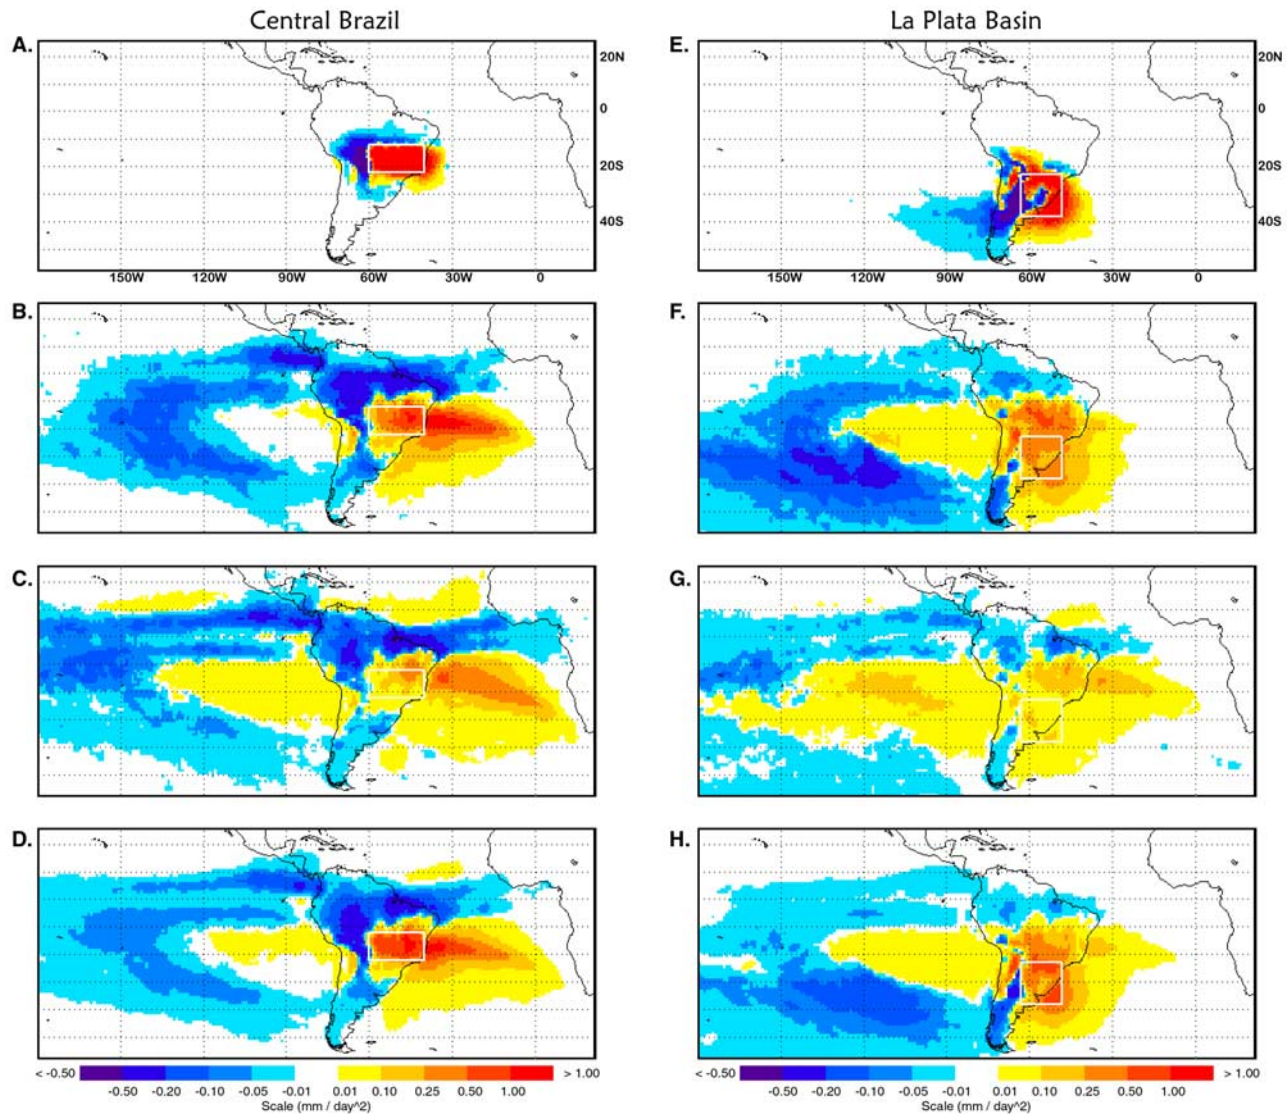 Central Brazil
La Plata Basin
A.
E.
20N
0
20S
40S
150W 120W 90W 60W 30W 0
20N
0
20S
40S
150W 120W 90W 60W 30W 0
B.
F.
C.
G.
D.
H.
< -0.50 > 1.00
-0.50 -0.20 -0.10 -0.05 -0.01 0.01 0.10 0.25 0.50 1.00
Scale (mm / day^2)
< -0.50 > 1.00
-0.50 -0.20 -0.10 -0.05 -0.01 0.01 0.10 0.25 0.50 1.00
Scale (mm / day^2)